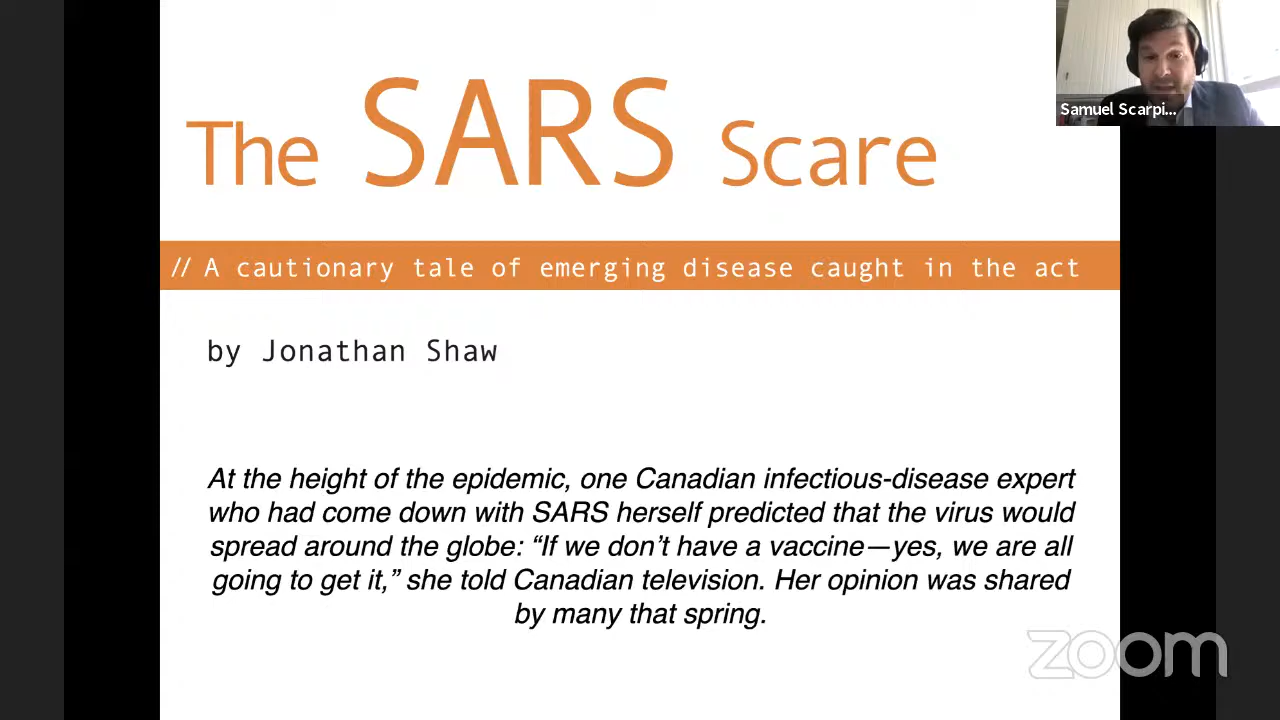 Samuel Scarpi...
The SARS Scare
// A cautionary tale of emerging disease caught in the act
by Jonathan Shaw
At the height of the epidemic, one Canadian infectious-disease expert
who had come down with SARS herself predicted that the virus would
spread around the globe: “If we don’t have a vaccine—yes, we are all
going to get it,” she told Canadian television. Her opinion was shared
by many that spring.
zoom